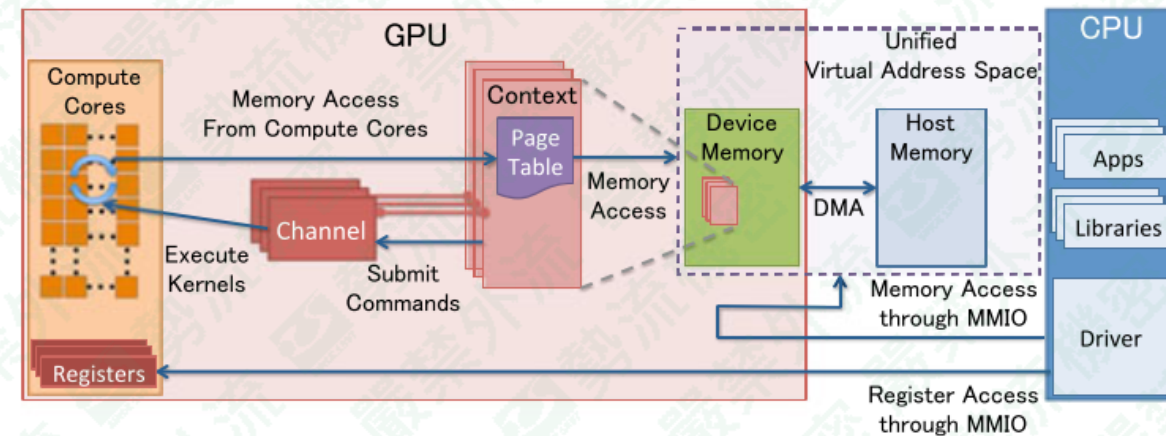 GPU
CPU
Compute
Cores
Memory Access
From Compute Cores
Context
Page
Table
Unified
Virtual Address Space
Device
Memory
Host
Memory
Memory
Access
DMA
Apps
Libraries
Channel
Execute
Kernels
Submit
Commands
Memory Access
through MMIO
Driver
Registers
Register Access
through MMIO